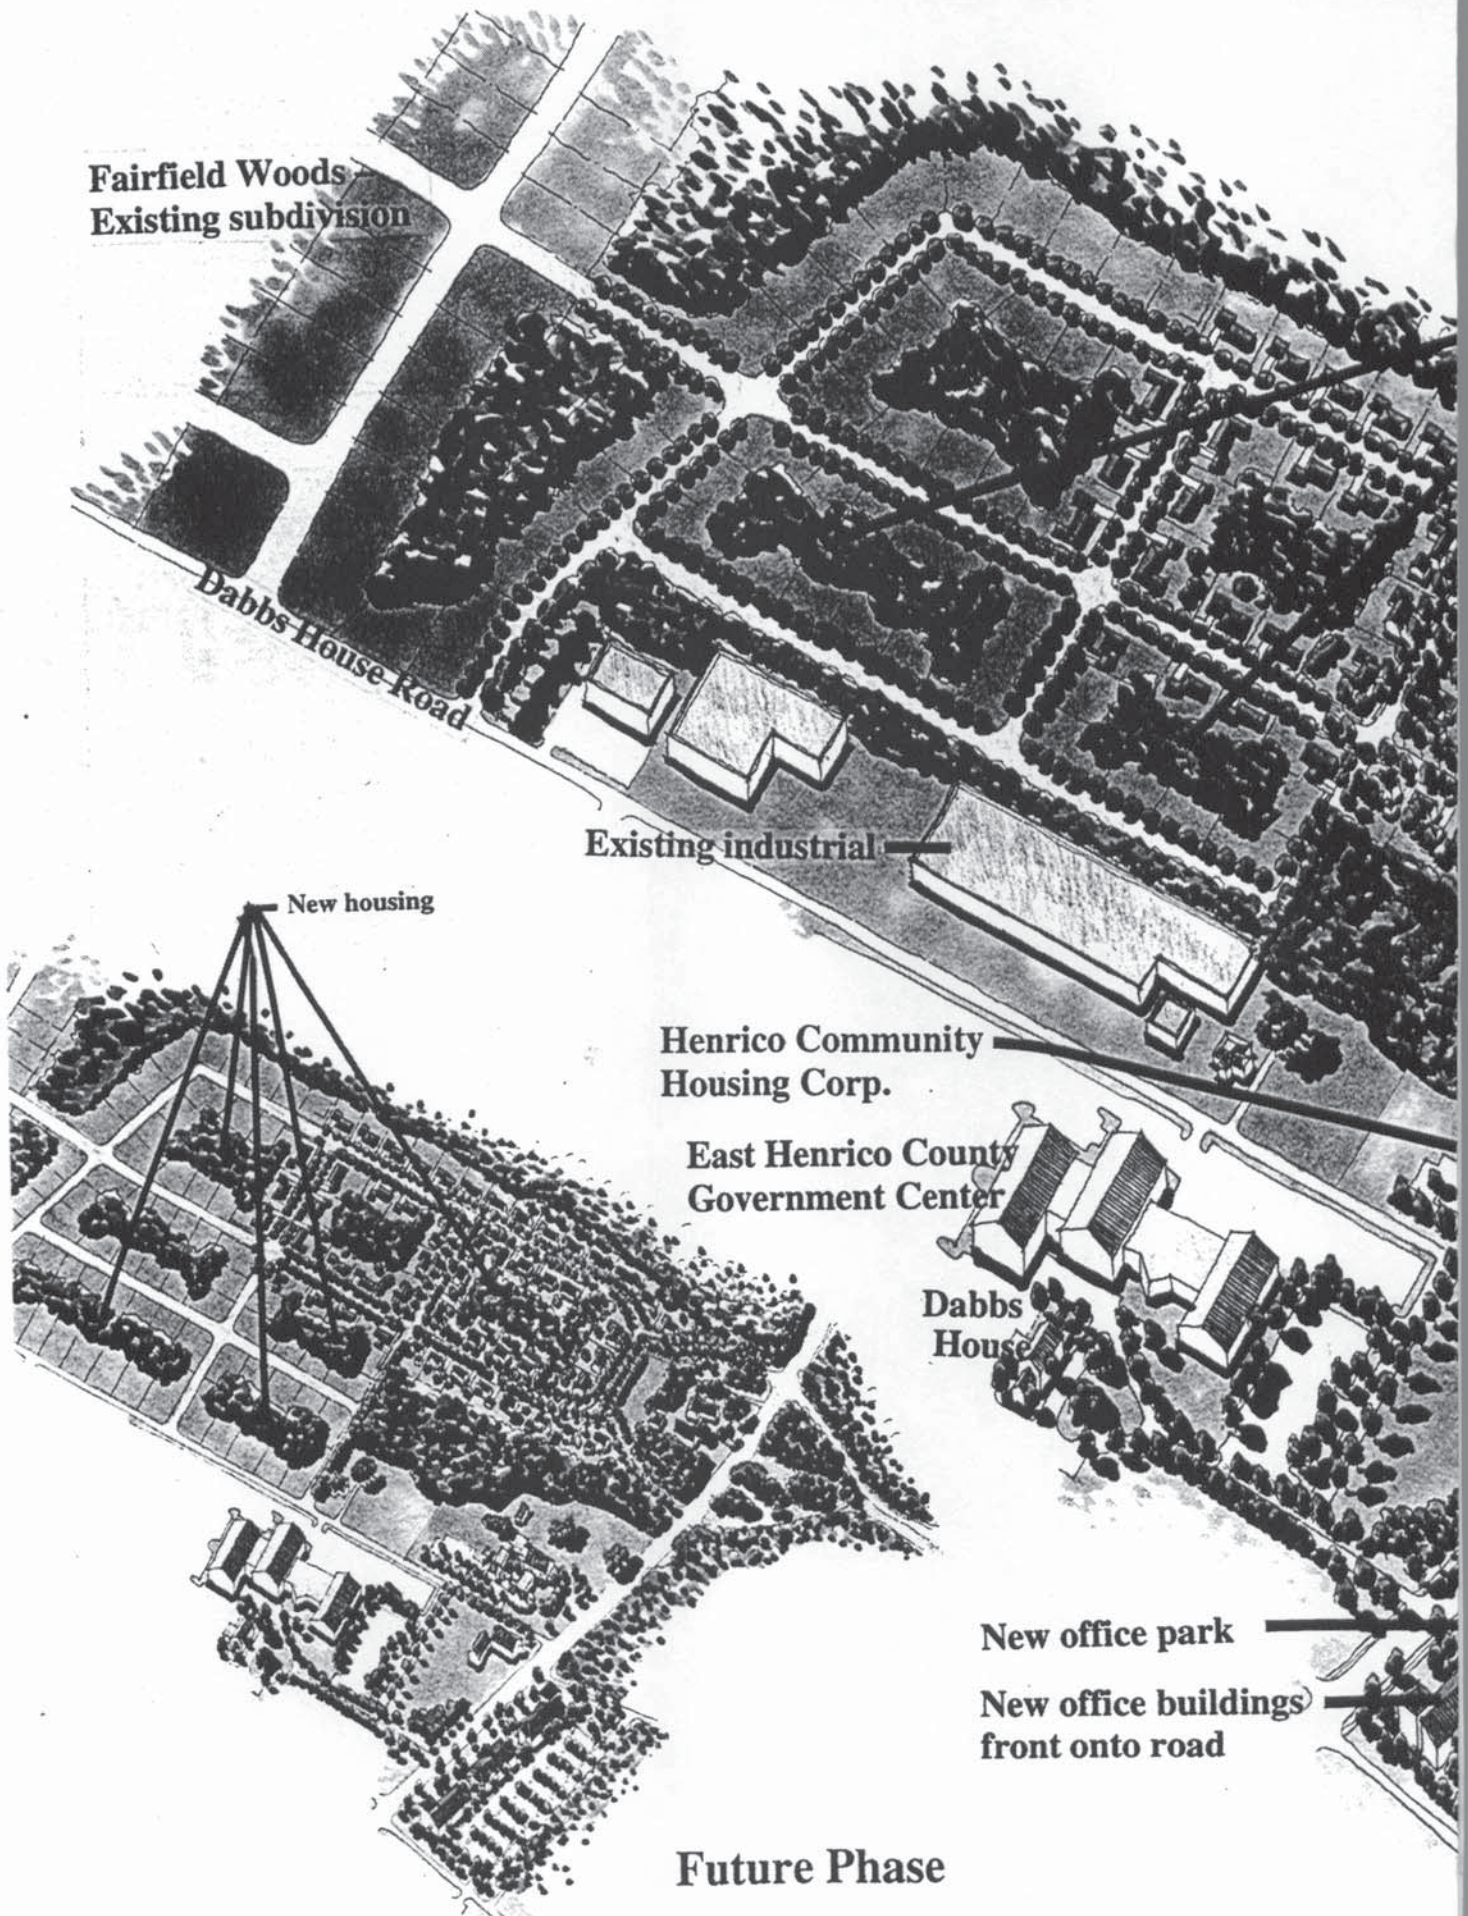 Fairfield Woods
Existing subdivision
Dabbs House Road
Existing industrial
New housing
Henrico Community
Housing Corp.
East Henrico County
Government Center
Dabbs
House
New office park
New office buildings
front onto road
Future Phase